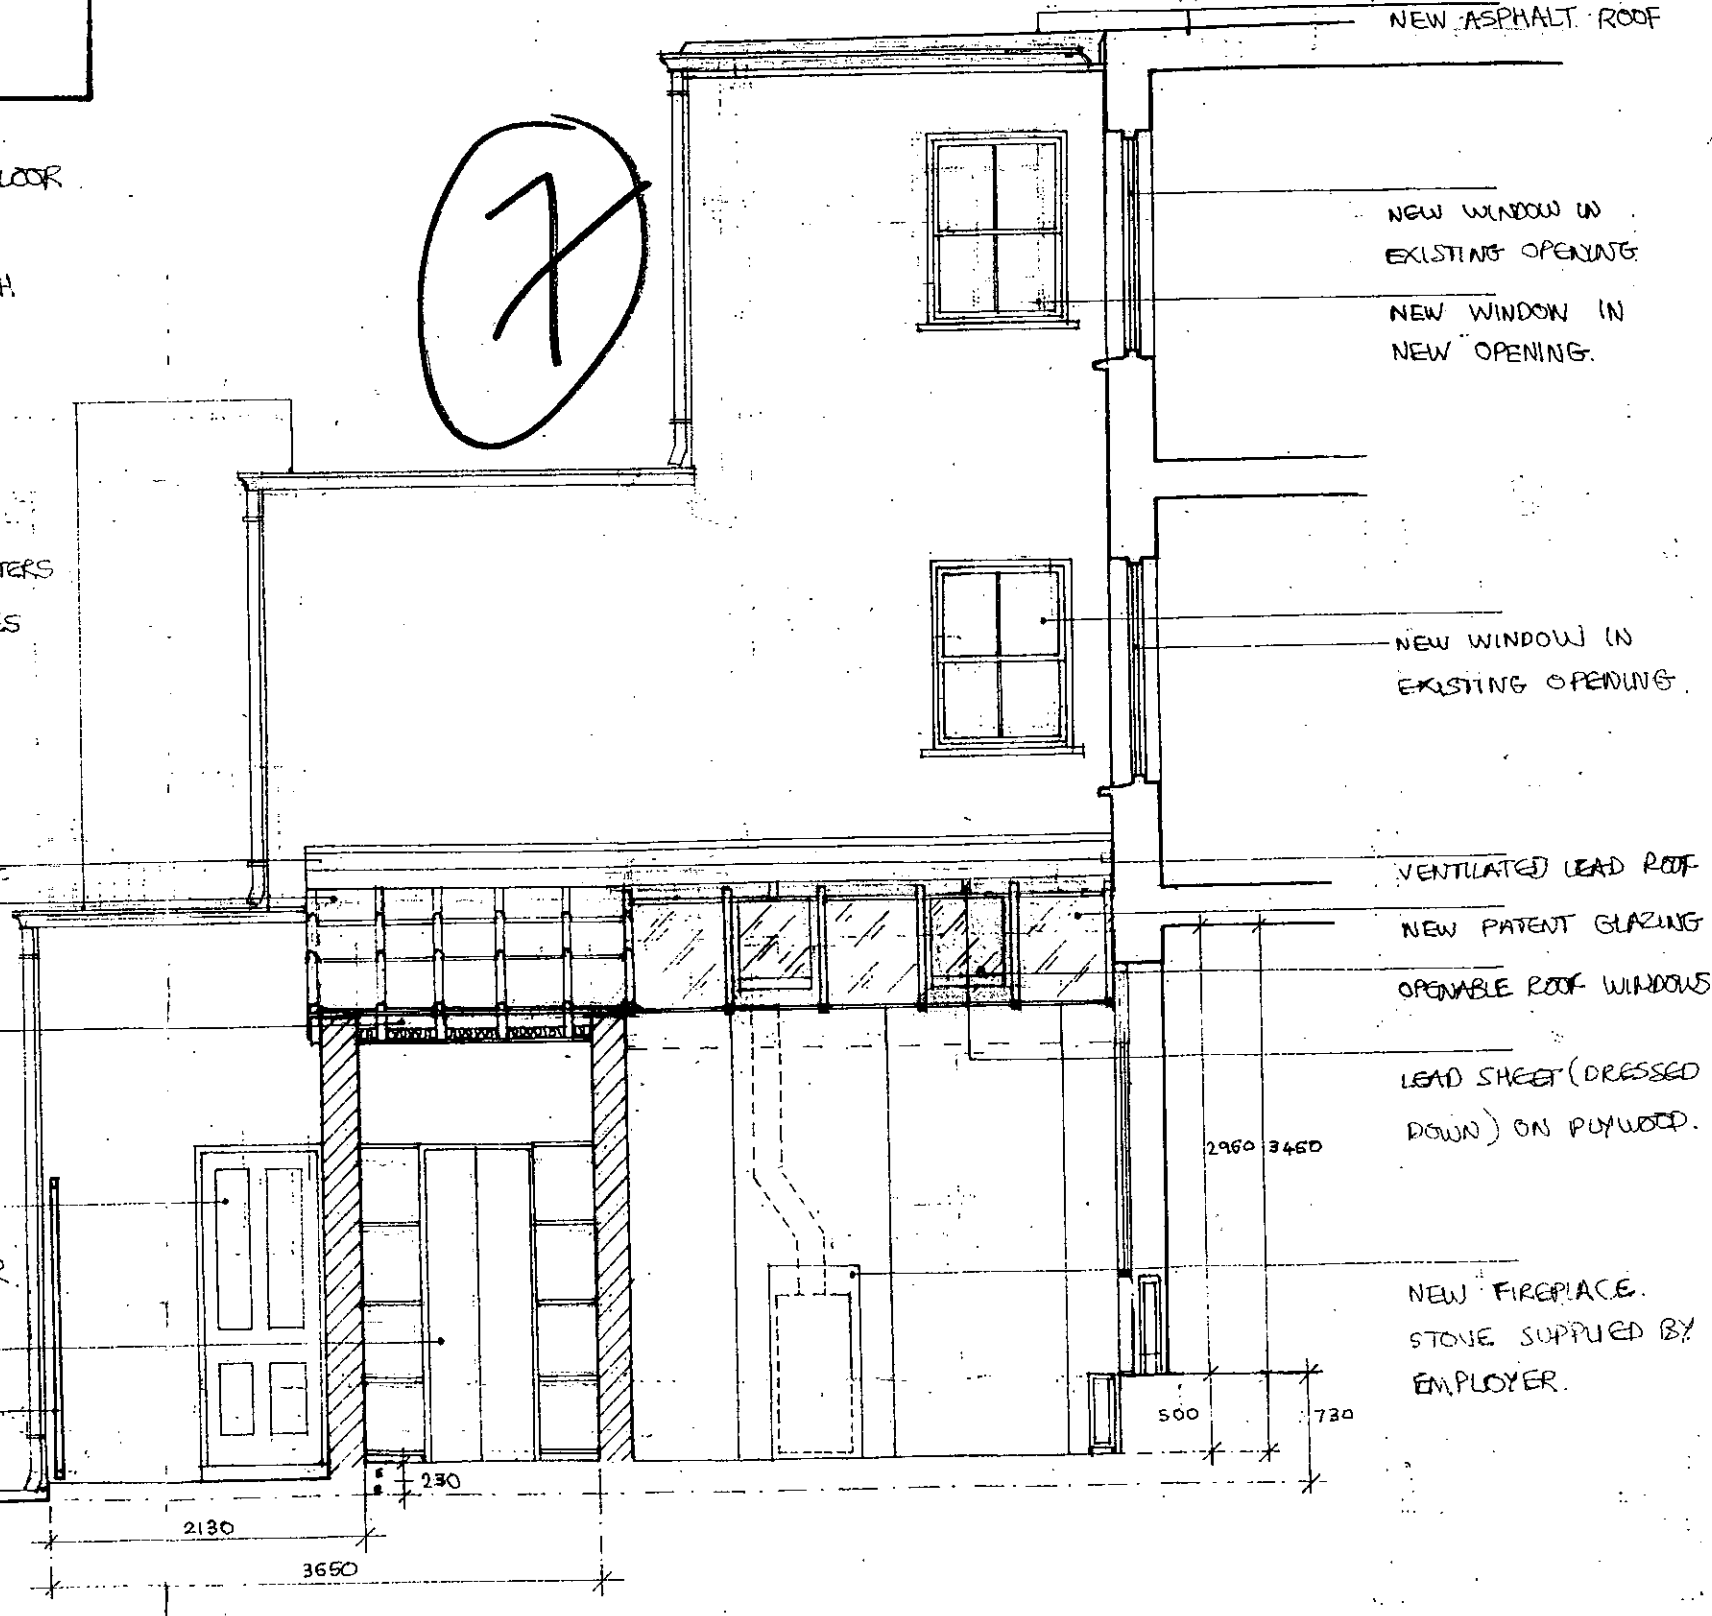 NEW ASPHALT ROOF
LOOR
7
NEW WINDOW IN
EXISTING OPENING
H.
NEW WINDOW IN
NEW OPENING.
TERS
ES
NEW WINDOW IN
EXISTING OPENING.
VENTILATED LEAD ROOF
NEW PATENT GLAZING
OPENABLE ROOF WINDOWS
LEAD SHEET (DRESSED
DOWN) ON PLYWOOD.
2960 3460
NEW FIREPLACE.
STOVE SUPPLIED BY
EMPLOYER.
500 730
230
2130
3650